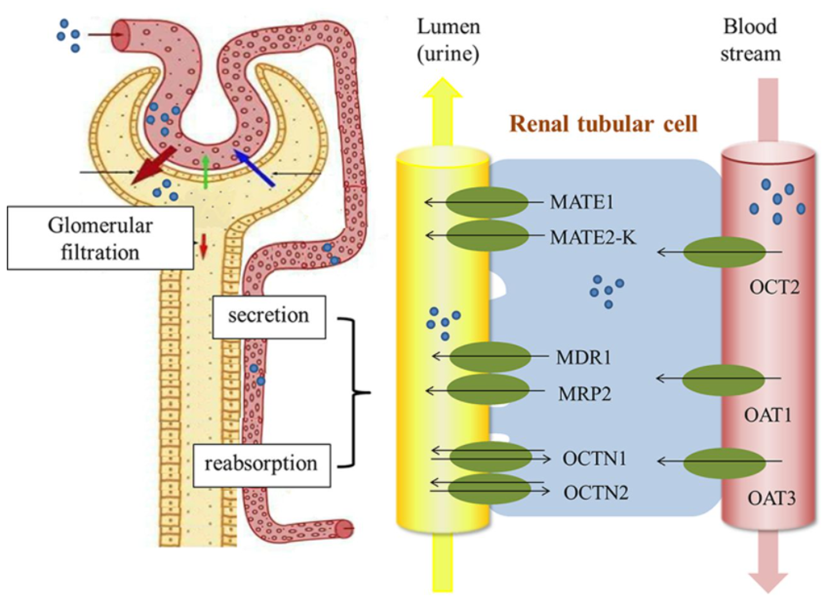 Lumen
(urine)
Blood
stream
Renal tubular cell
Glomerular
filtration
secretion
reabsorption
MATE1
MATE2-K
OCT2
MDR1
MRP2
OAT1
OCTN1
OCTN2
OAT3